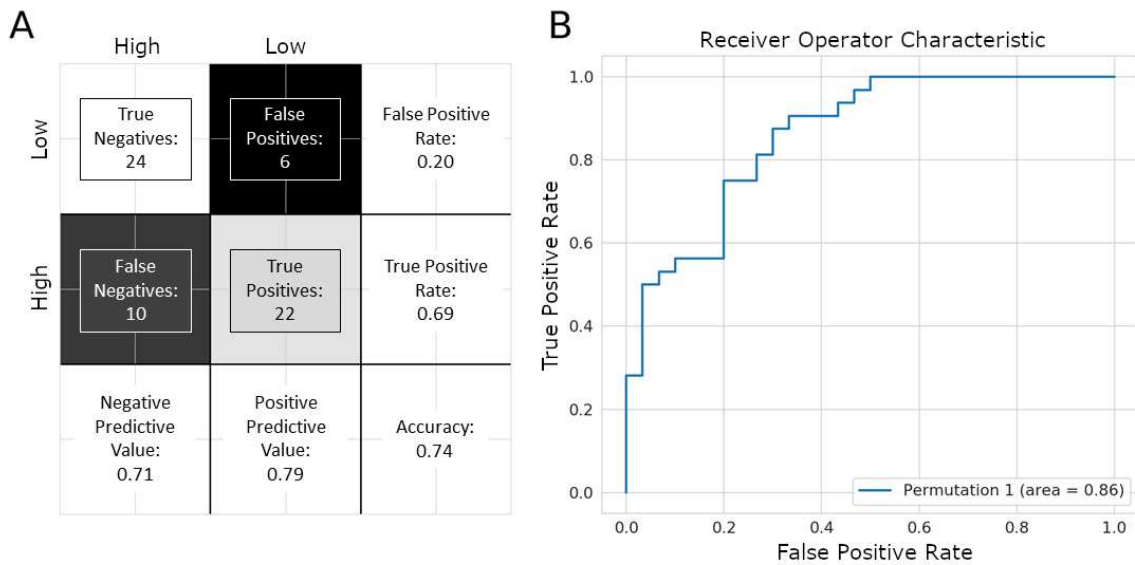 A
High
Low
Low
True
Negatives:
24
False
Positives:
6
False Positive
Rate:
0.20
High
False
Negatives:
10
True
Positives:
22
True Positive
Rate:
0.69
Negative
Predictive
Value:
0.71
Positive
Predictive
Value:
0.79
Accuracy:
0.74
B
Receiver Operator Characteristic
True Positive Rate
1.0
0.8
0.6
0.4
0.2
0.0
Permutation 1 (area = 0.86)
0.0
0.2
0.4
0.6
0.8
1.0
False Positive Rate